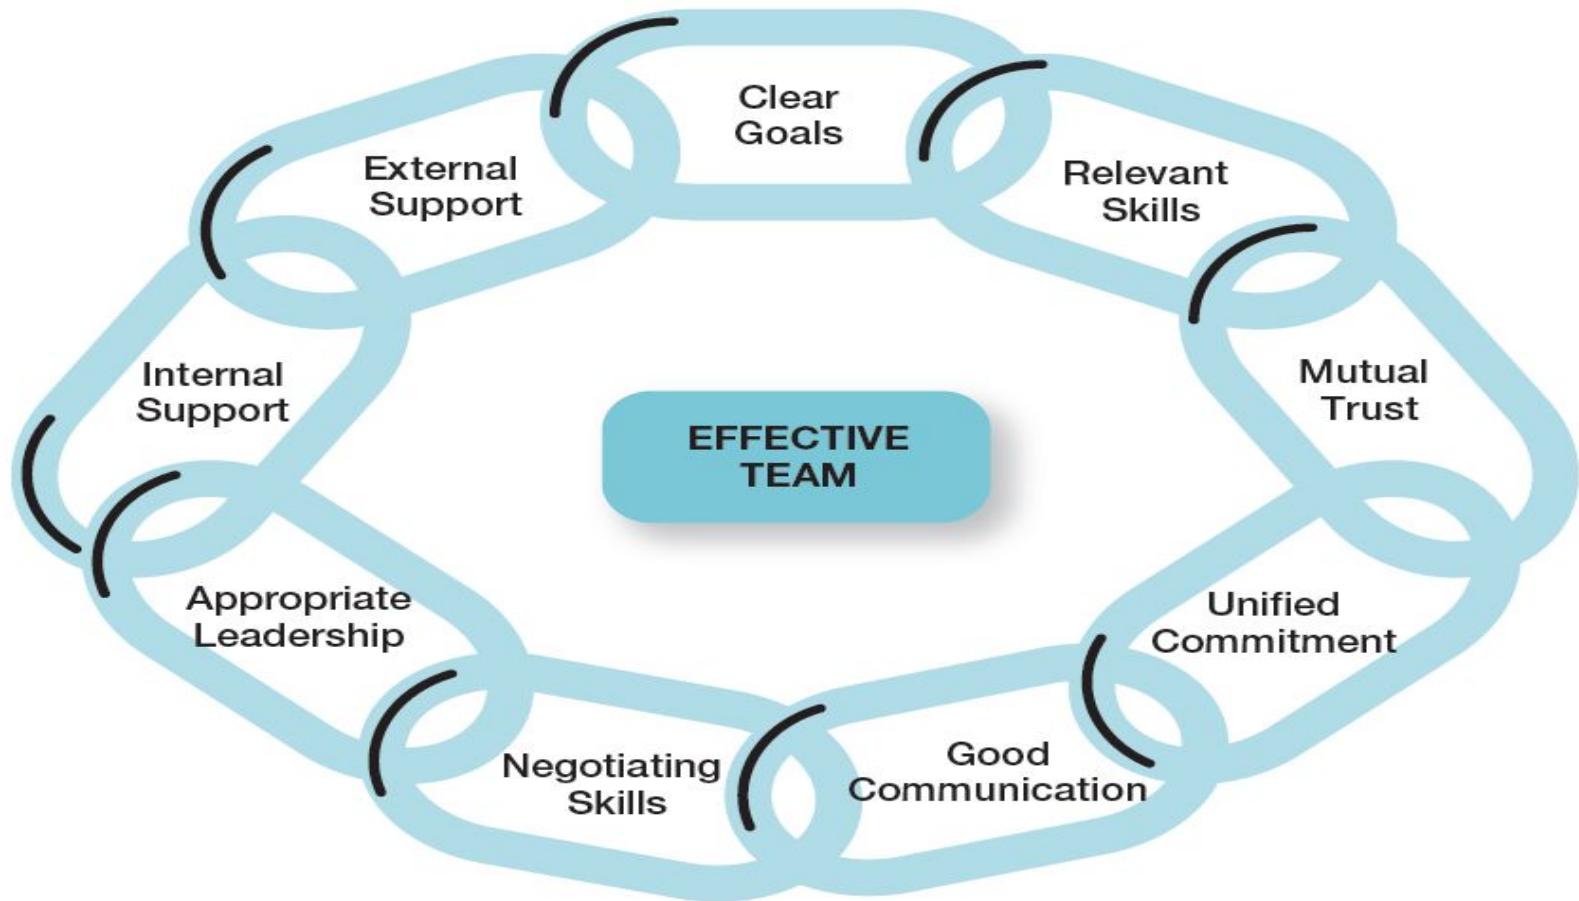 Clear
Goals
External
Support
Relevant
Skills
Internal
Support
Mutual
Trust
EFFECTIVE
TEAM
Appropriate
Leadership
Unified
Commitment
Negotiating
Skills
Good
Communication